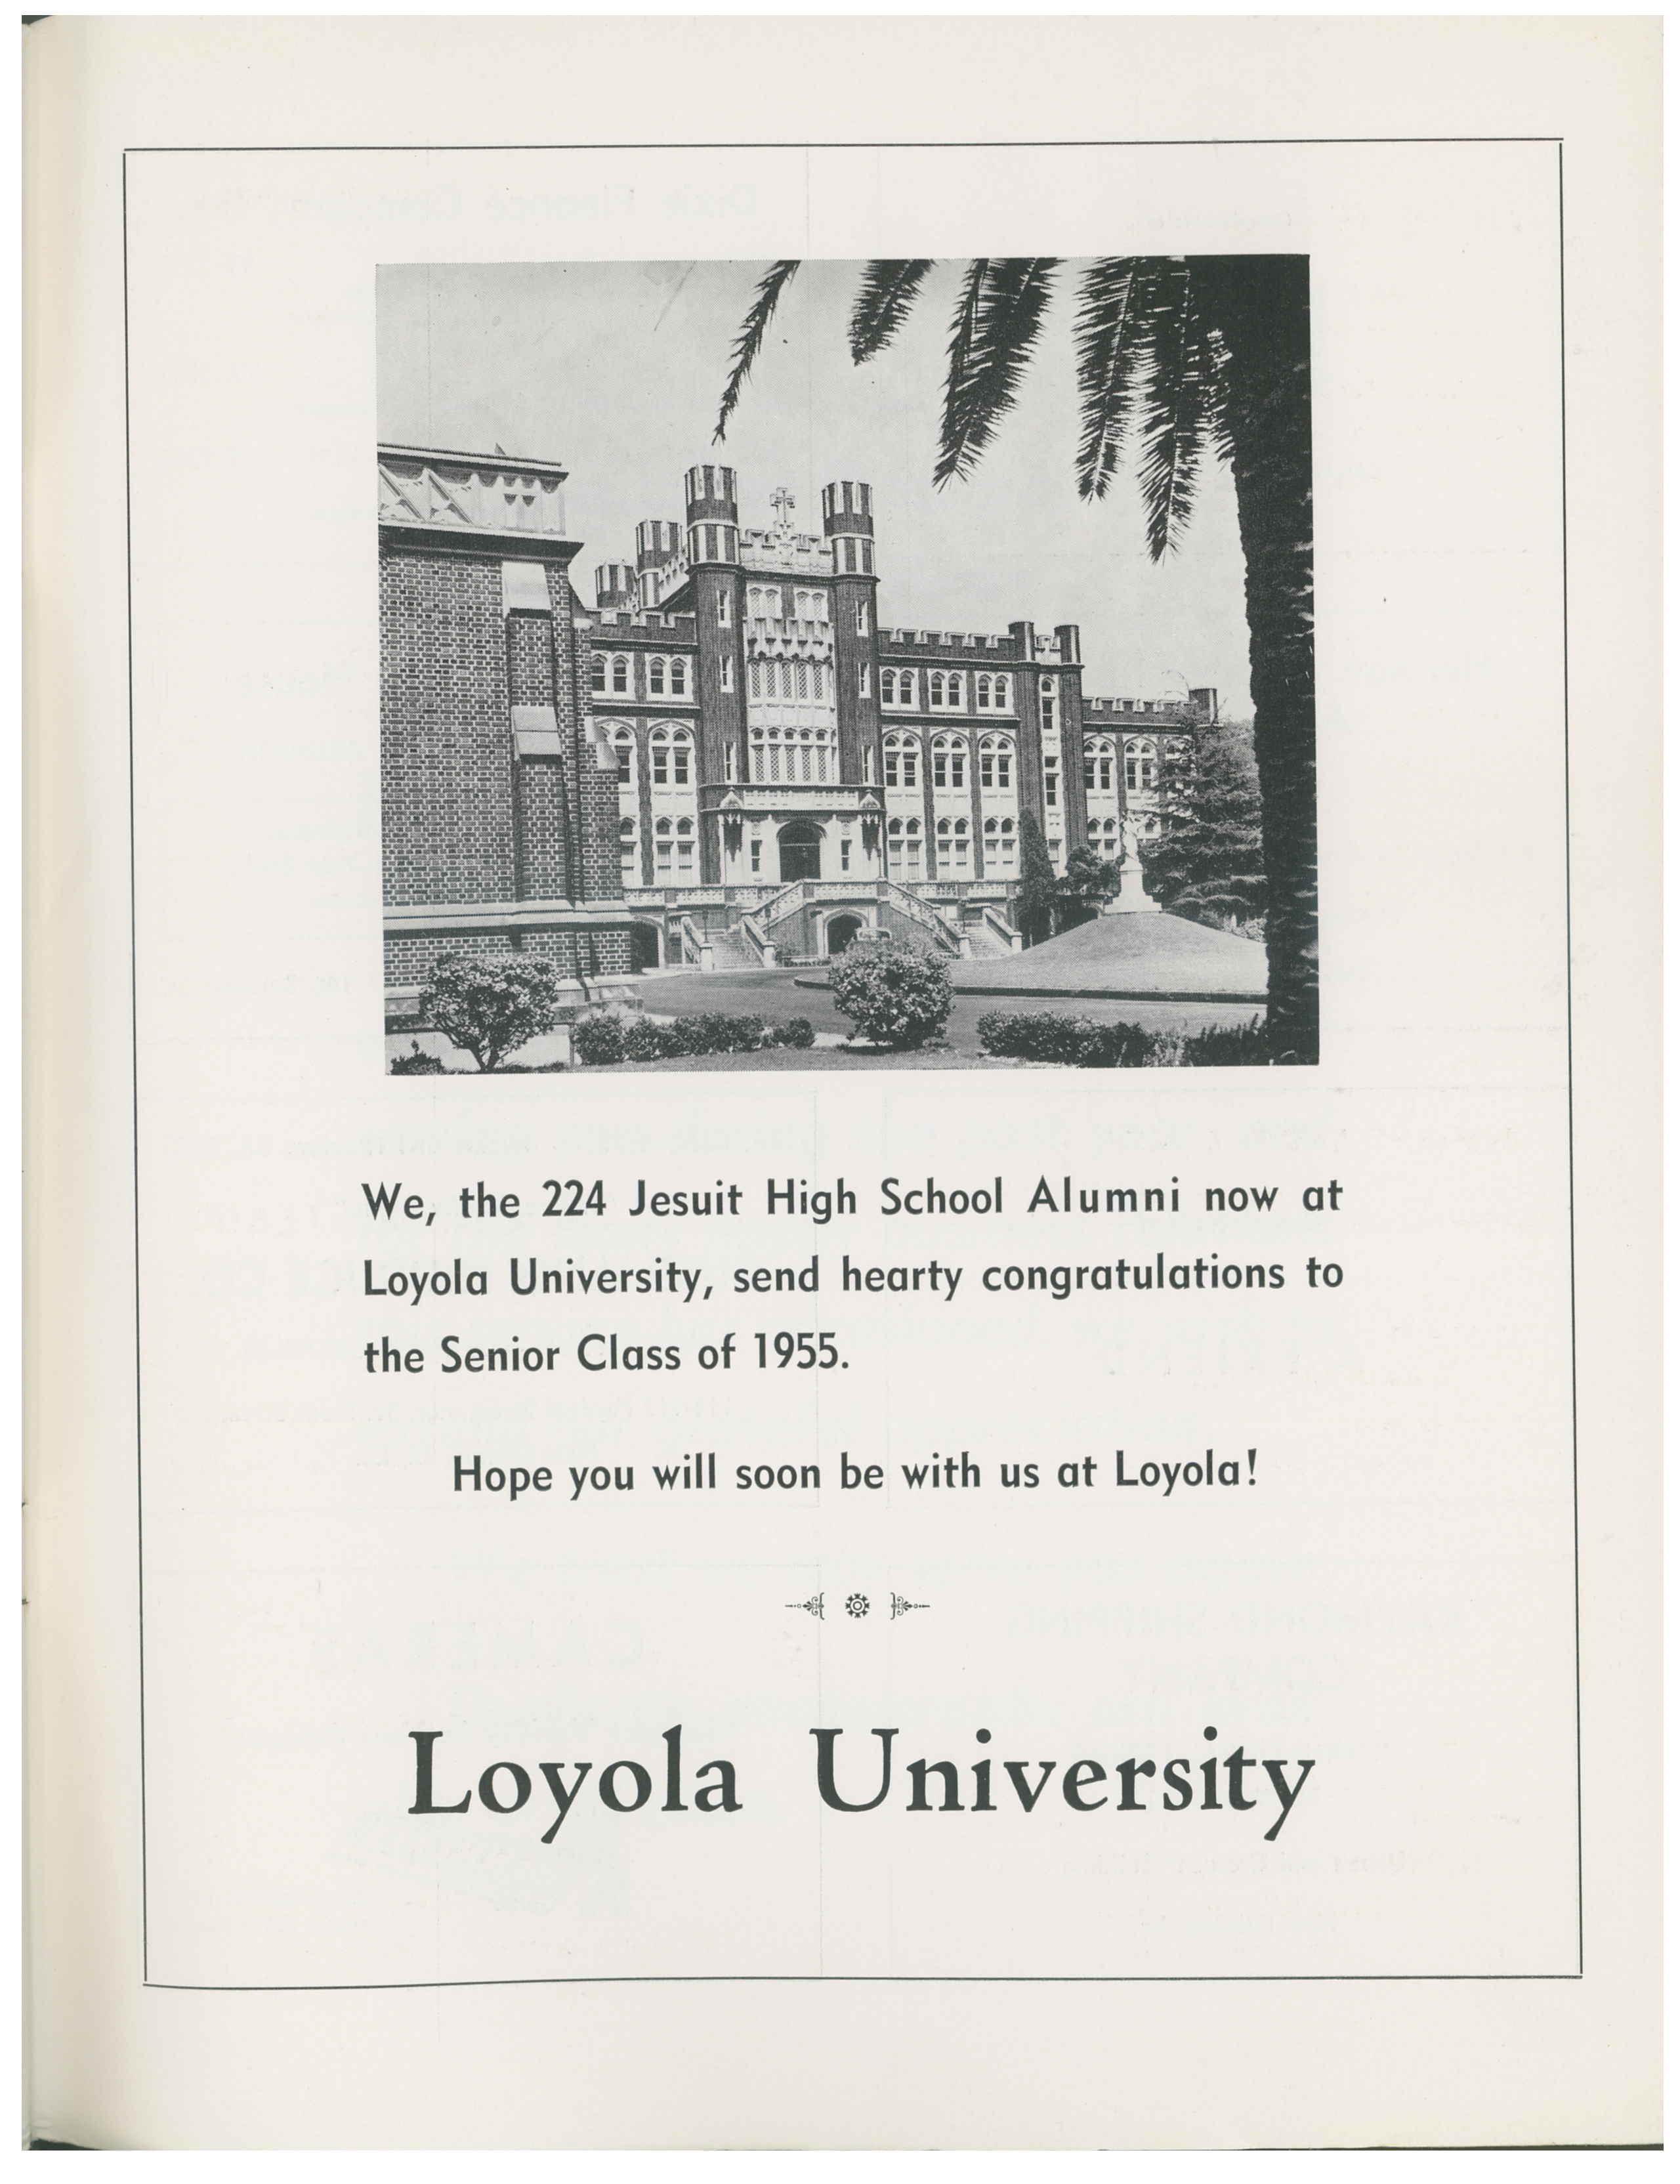 We, the 224 Jesuit High School Alumni now at
Loyola University, send hearty congratulations to
the Senior Class of 1955.
Hope you will soon be with us at Loyola!
Loyola University